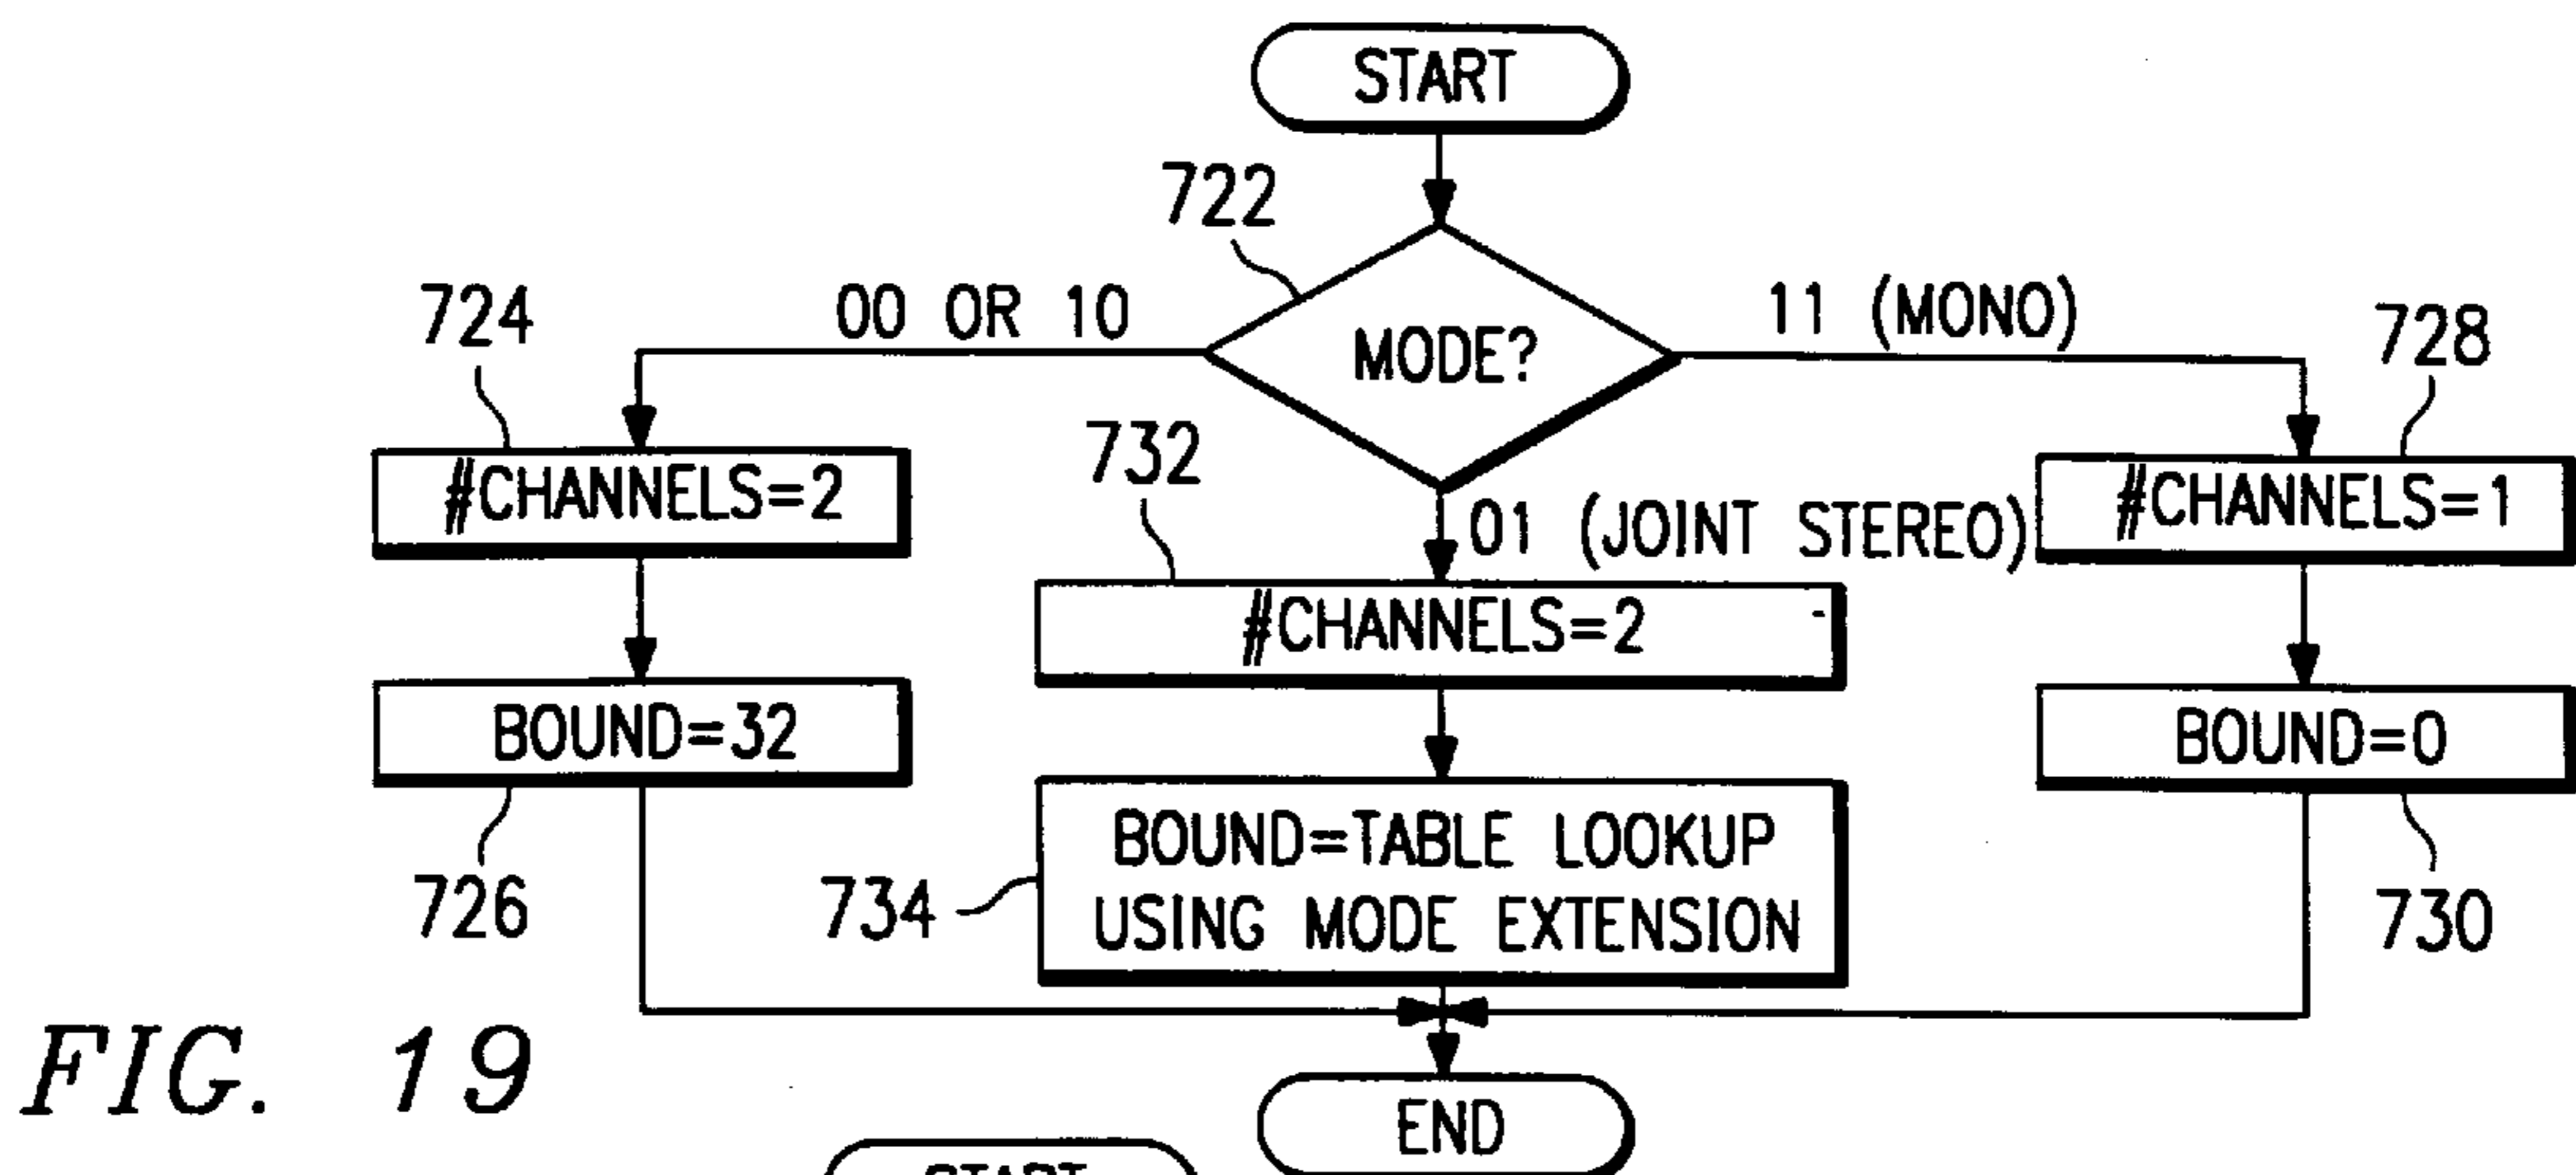 START
722
724
00 OR 10
11 (MONO)
728
MODE?
732
#CHANNELS=2
01 (JOINT STEREO)
#CHANNELS=1
#CHANNELS=2
BOUND=32
BOUND=0
BOUND=TABLE LOOKUP
USING MODE EXTENSION
726
734
730
FIG. 19
END
START